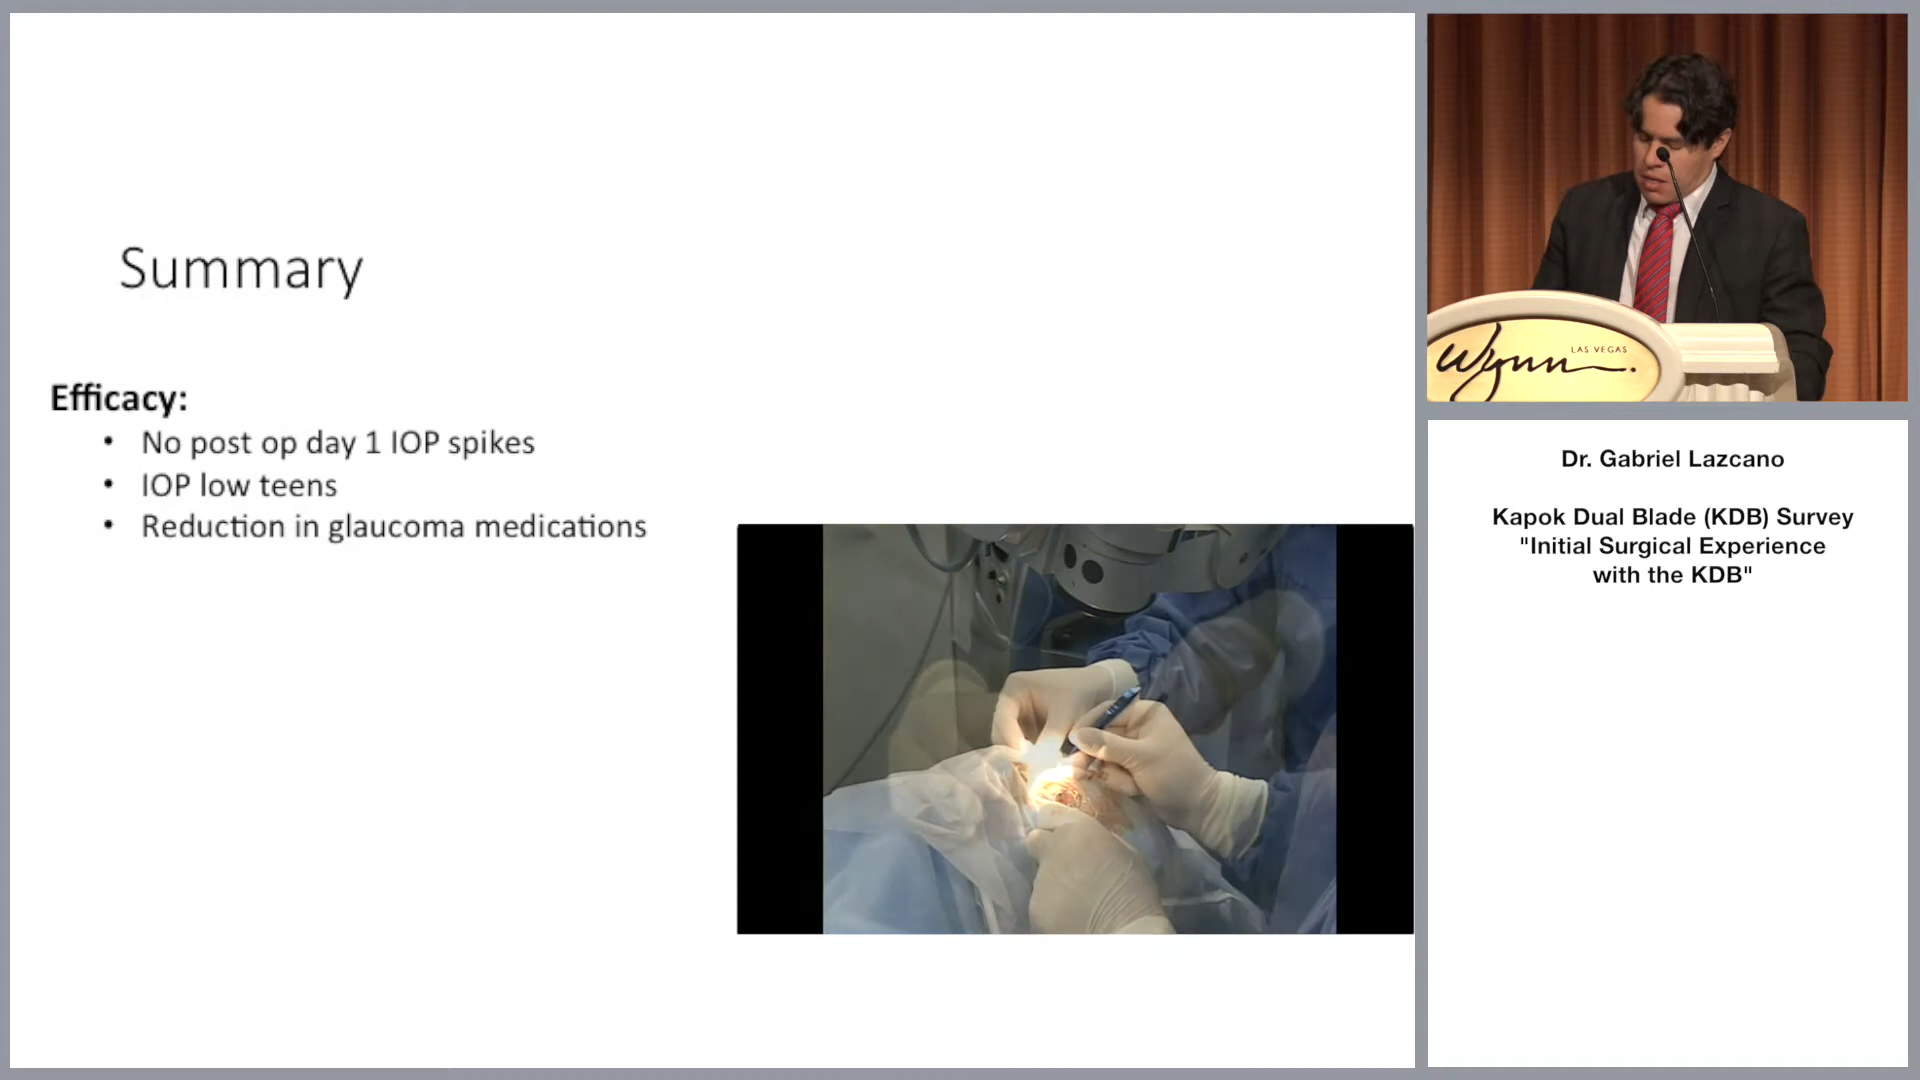 Summary
Efficacy:
• No post op day 1 IOP spikes
• IOP low teens
• Reduction in glaucoma medications
Wynn
LAS VEGAS
Dr. Gabriel Lazcano
Kapok Dual Blade (KDB) Survey
"Initial Surgical Experience
with the KDB"